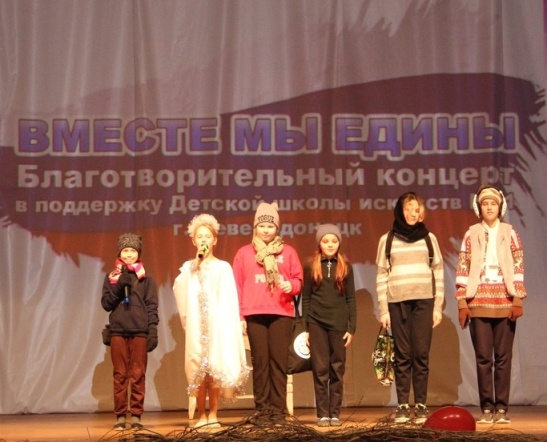 ВМЕСТЕ МЫ ЕДИНЫ
Благотворительный концерт
в поддержку Детской школы искусств